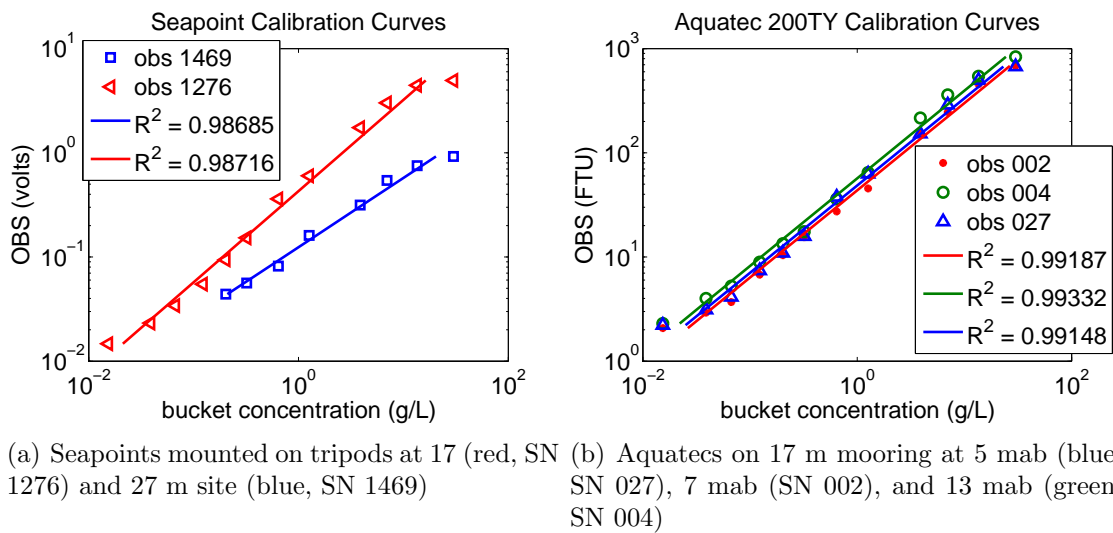 Seapoint Calibration Curves
10^1
10^0
10^-1
10^-2
OBS (volts)
obs 1469
obs 1276
R^2 = 0.98685
R^2 = 0.98716
10^-2
10^0
10^2
bucket concentration (g/L)
(a) Seapoints mounted on tripods at 17 (red, SN
1276) and 27 m site (blue, SN 1469)
Aquatec 200TY Calibration Curves
10^3
10^2
10^1
10^0
OBS (FTU)
obs 002
obs 004
obs 027
R^2 = 0.99187
R^2 = 0.99332
R^2 = 0.99148
10^-2
10^0
10^2
bucket concentration (g/L)
(b) Aquatecs on 17 m mooring at 5 mab (blue
SN 027), 7 mab (SN 002), and 13 mab (green
SN 004)